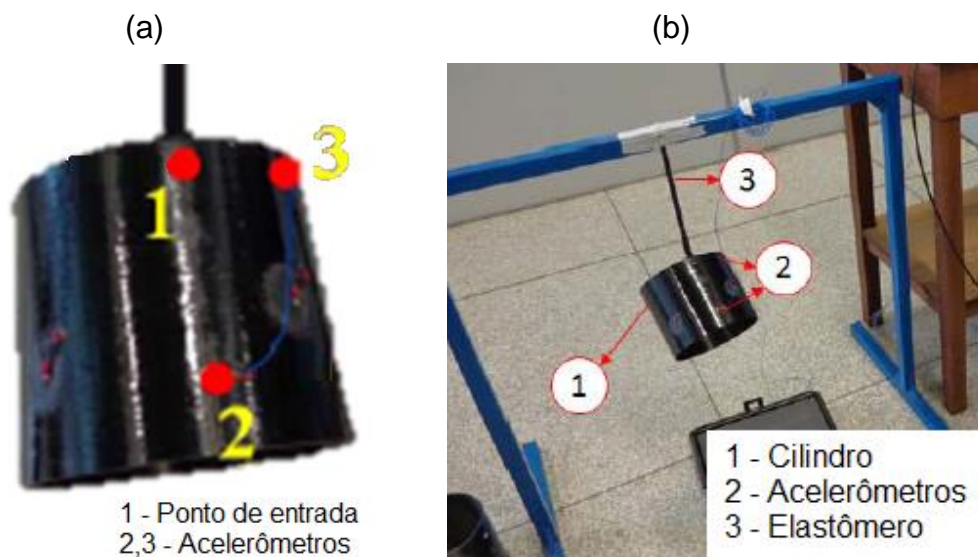 (a)
(b)
1
2
3
1 - Ponto de entrada
2,3 - Acelerômetros
1
2
3
1 - Cilindro
2 - Acelerômetros
3 - Elastômero